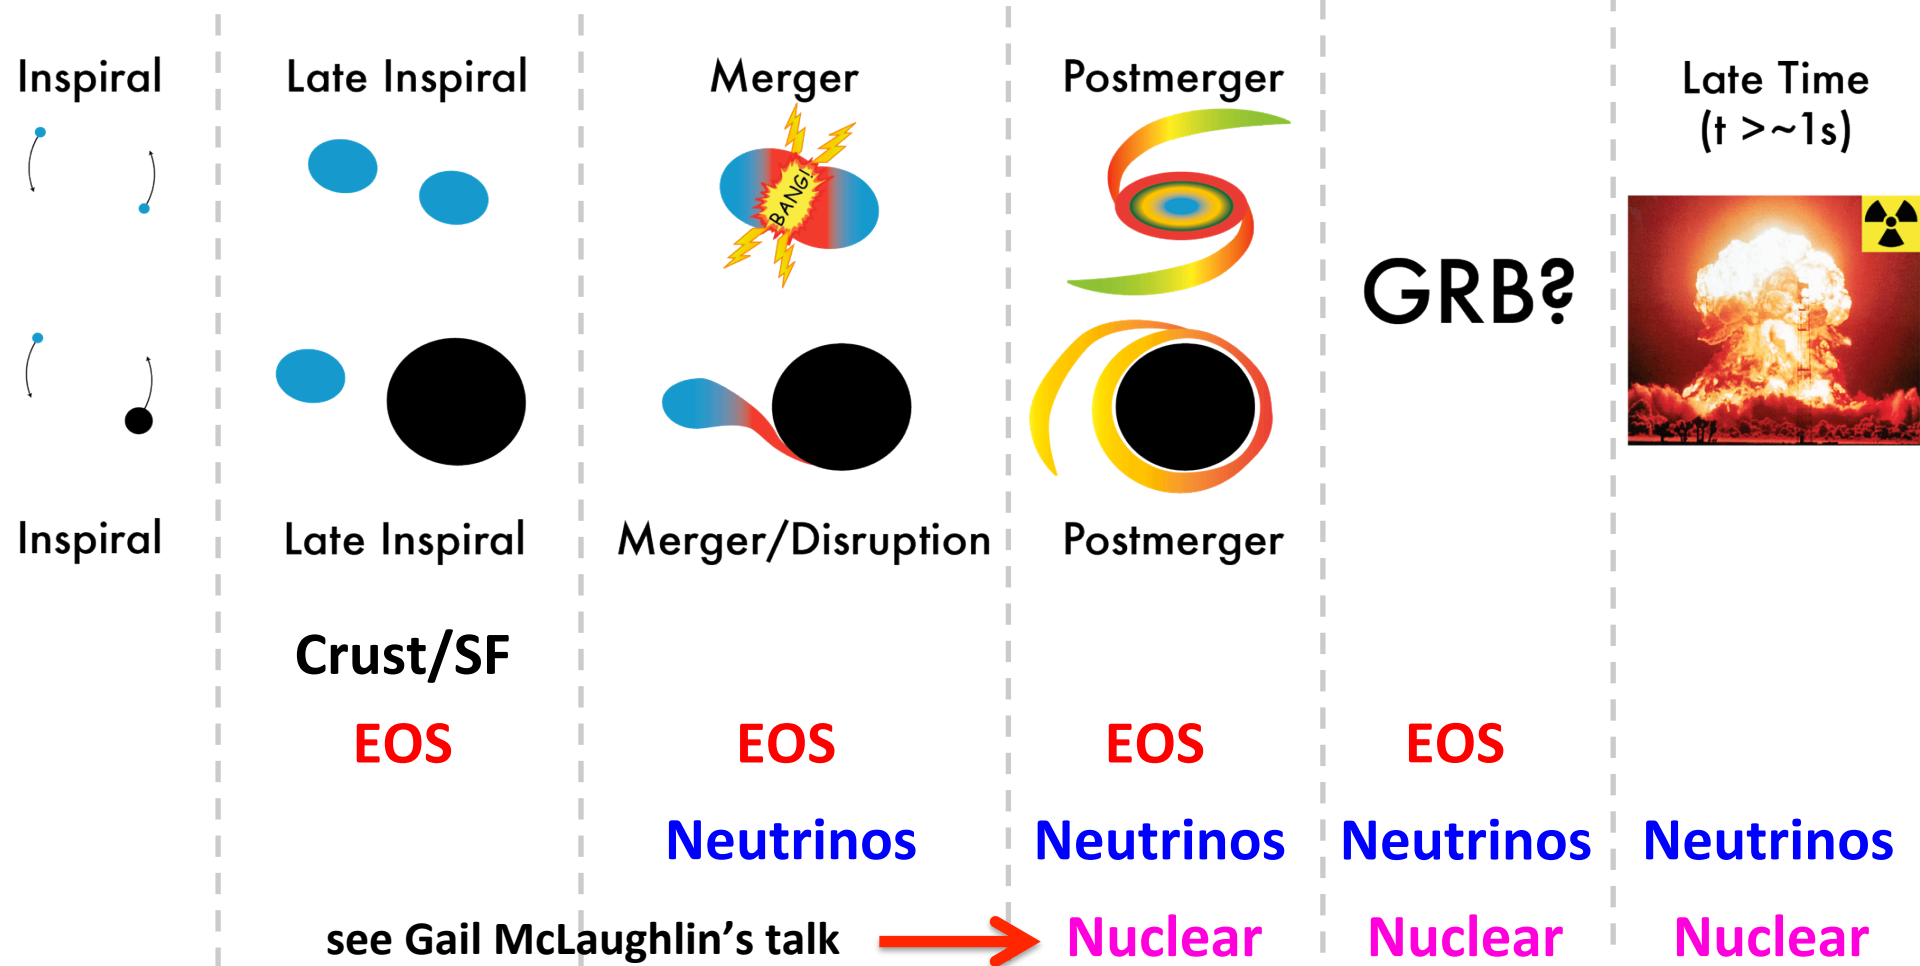 Inspiral
Late Inspiral
Merger
Postmerger
Late Time
(t >~1s)
BANG!
GRB?
Inspiral
Late Inspiral
Merger/Disruption
Postmerger
Crust/SF
EOS
EOS
EOS
EOS
Neutrinos
Neutrinos
Neutrinos
Neutrinos
see Gail McLaughlin’s talk
Nuclear
Nuclear
Nuclear